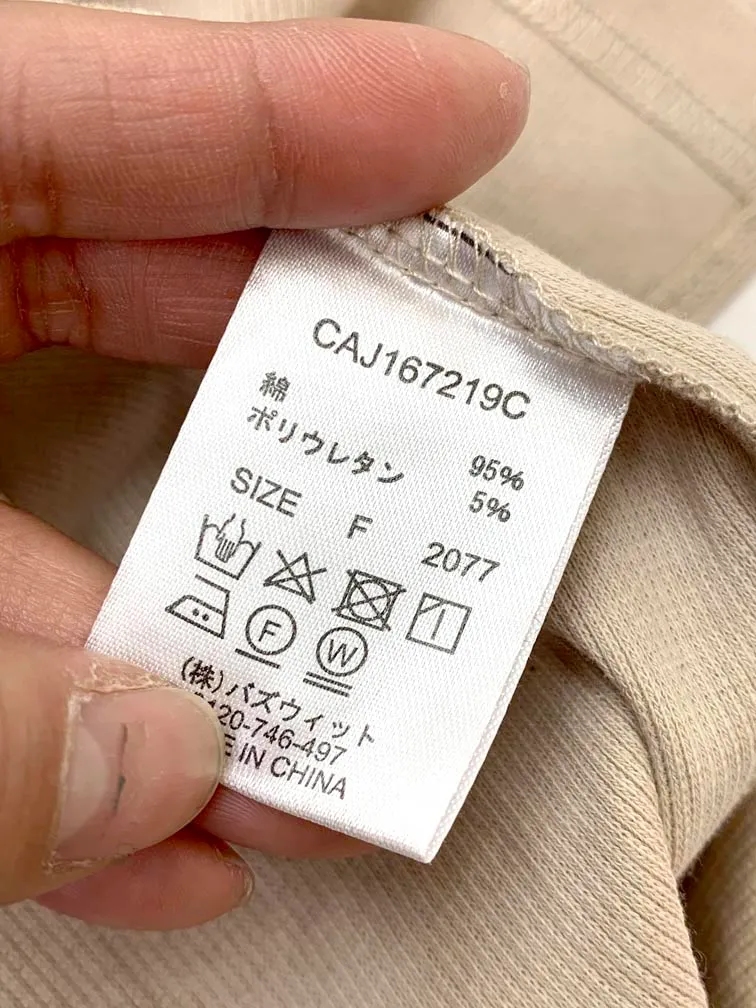 CAJ167219C
綿 95%
ポリウレタン 5%
SIZE F 2077
F W
(株)バズウィット
120-746-497
IN CHINA